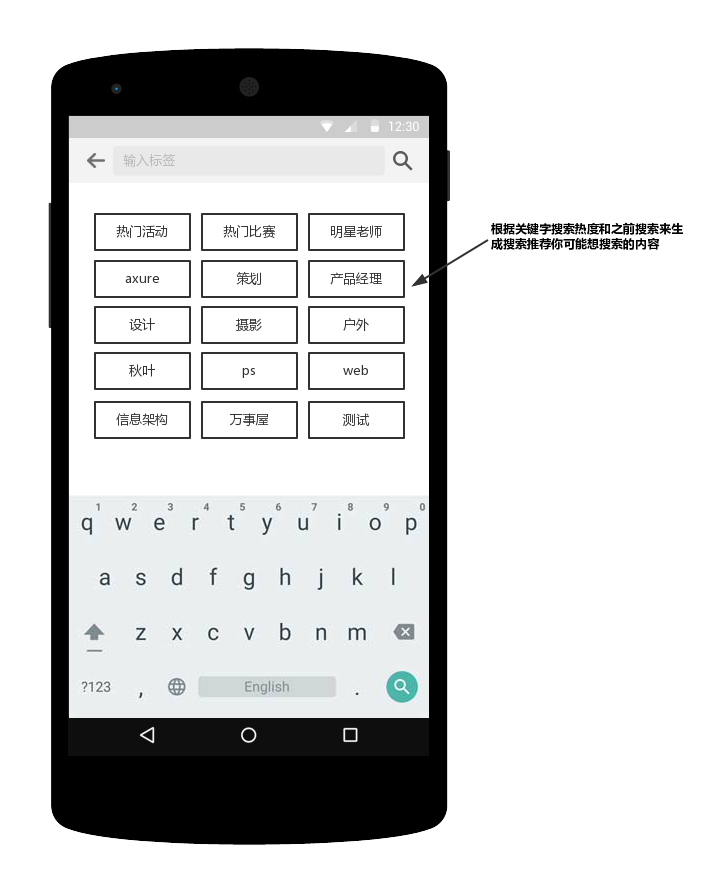 12:30
输入标签
热门活动 热门比赛 明星老师
根据关键字搜索热度和之前搜索来生
成搜索推荐你可能想搜索的内容
axure 策划 产品经理
设计 摄影 户外
秋叶 ps web
信息架构 万事屋 测试
1 2 3 4 5 6 7 8 9 0
q w e r t y u i o p
a s d f g h j k l
z x c v b n m
?123 , English .